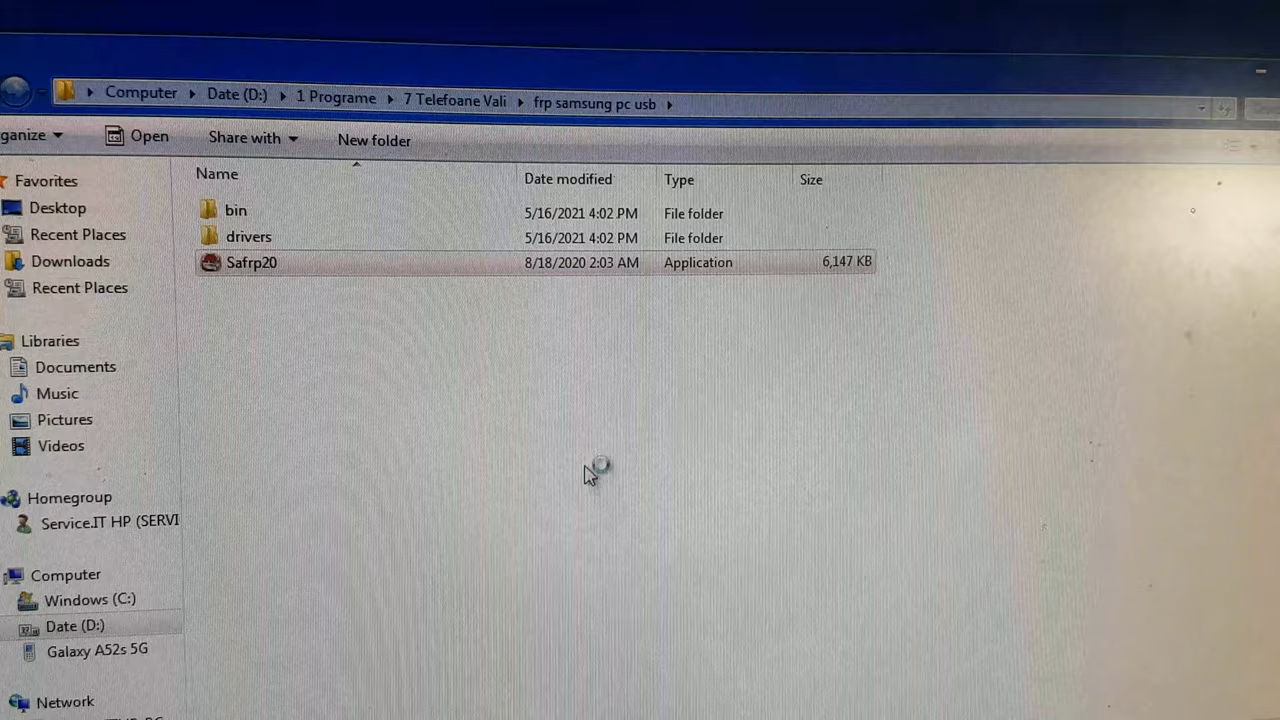 Computer Date (D:) 1 Programe 7 Telefoane Vali frp samsung pc usb
ganize Open Share with New folder
Name Date modified Type Size
Favorites
Desktop
Recent Places
Downloads
Recent Places
Libraries
Documents
Music
Pictures
Videos
Homegroup
Service.IT HP (SERVI
Computer
Windows (C:)
Date (D:)
Galaxy A52s 5G
Network
bin 5/16/2021 4:02 PM File folder
drivers 5/16/2021 4:02 PM File folder
Safrp20 8/18/2020 2:03 AM Application 6,147 KB